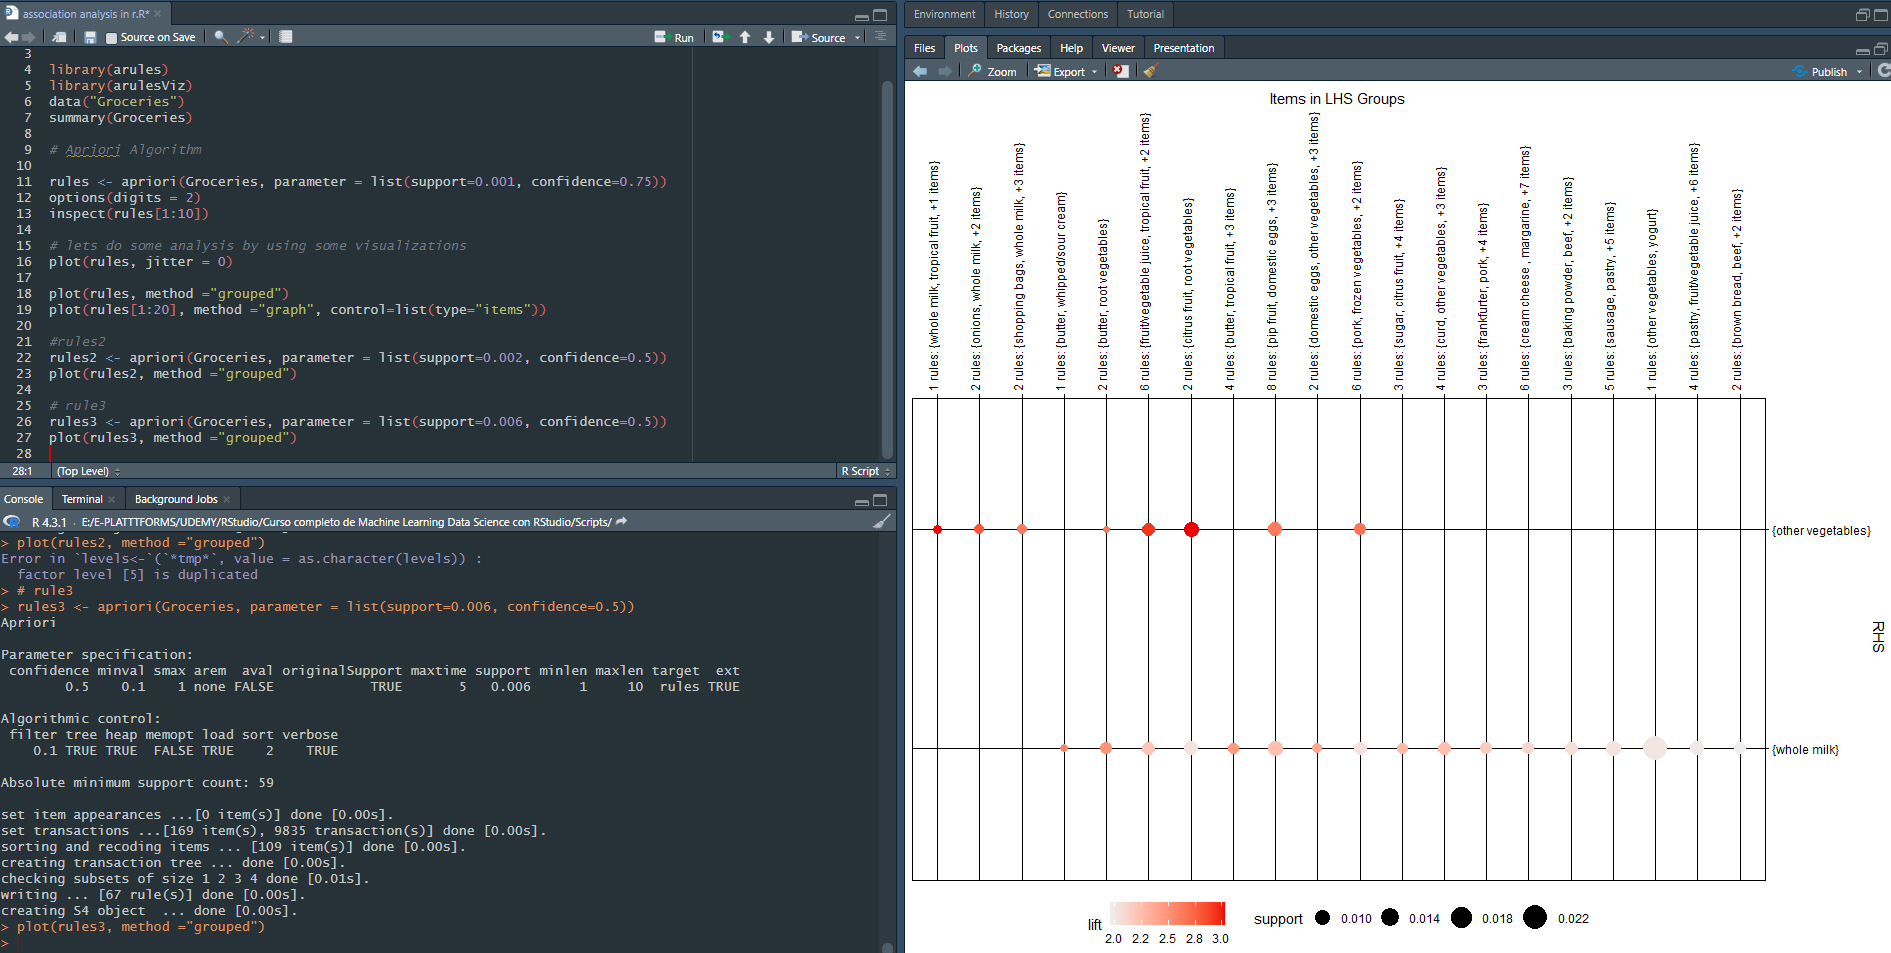 association analysis in r.R*
Source on Save
Run
Source
3
4 library(arules)
5 library(arulesViz)
6 data("Groceries")
7 summary(Groceries)
8
9 # Apriori Algorithm
10
11 rules <- apriori(Groceries, parameter = list(support=0.001, confidence=0.75))
12 options(digits = 2)
13 inspect(rules[1:10])
14
15 # lets do some analysis by using some visualizations
16 plot(rules, jitter = 0)
17
18 plot(rules, method ="grouped")
19 plot(rules[1:20], method ="graph", control=list(type="items"))
20
21 #rules2
22 rules2 <- apriori(Groceries, parameter = list(support=0.002, confidence=0.5))
23 plot(rules2, method ="grouped")
24
25 # rule3
26 rules3 <- apriori(Groceries, parameter = list(support=0.006, confidence=0.5))
27 plot(rules3, method ="grouped")
28
28:1 (Top Level) R Script
Console Terminal Background Jobs
R 4.3.1 · E:/E-PLATTTFORMS/UDEMY/RStudio/Curso completo de Machine Learning Data Science con RStudio/Scripts/
> plot(rules2, method ="grouped")
Error in `levels<-`(`*tmp*`, value = as.character(levels)) :
factor level [5] is duplicated
> # rule3
> rules3 <- apriori(Groceries, parameter = list(support=0.006, confidence=0.5))
Apriori
Parameter specification:
confidence minval smax arem aval originalSupport maxtime support minlen maxlen target ext
0.5 0.1 1 none FALSE TRUE 5 0.006 1 10 rules TRUE
Algorithmic control:
filter tree heap memopt load sort verbose
0.1 TRUE TRUE FALSE TRUE 2 TRUE
Absolute minimum support count: 59
set item appearances ...[0 item(s)] done [0.00s].
set transactions ...[169 item(s), 9835 transaction(s)] done [0.00s].
sorting and recoding items ... [109 item(s)] done [0.00s].
creating transaction tree ... done [0.00s].
checking subsets of size 1 2 3 4 done [0.01s].
writing ... [67 rule(s)] done [0.00s].
creating S4 object ... done [0.00s].
> plot(rules3, method ="grouped")
>
Environment History Connections Tutorial
Files Plots Packages Help Viewer Presentation
Zoom Export Publish
Items in LHS Groups
1 rules: {whole milk, tropical fruit, +1 items}
2 rules: {onions, whole milk, +2 items}
2 rules: {shopping bags, whole milk, +3 items}
1 rules: {butter, whipped/sour cream}
2 rules: {butter, root vegetables}
6 rules: {fruit/vegetable juice, tropical fruit, +2 items}
2 rules: {citrus fruit, root vegetables}
4 rules: {butter, tropical fruit, +3 items}
8 rules: {pip fruit, domestic eggs, +3 items}
2 rules: {domestic eggs, other vegetables, +3 items}
6 rules: {pork, frozen vegetables, +2 items}
3 rules: {sugar, citrus fruit, +4 items}
4 rules: {curd, other vegetables, +3 items}
3 rules: {frankfurter, pork, +4 items}
6 rules: {cream cheese , margarine, +7 items}
3 rules: {baking powder, beef, +2 items}
5 rules: {sausage, pastry, +5 items}
1 rules: {other vegetables, yogurt}
4 rules: {pastry, fruit/vegetable juice, +6 items}
2 rules: {brown bread, beef, +2 items}
{other vegetables}
RHS
{whole milk}
lift
2.0 2.2 2.5 2.8 3.0
support 0.010 0.014 0.018 0.022